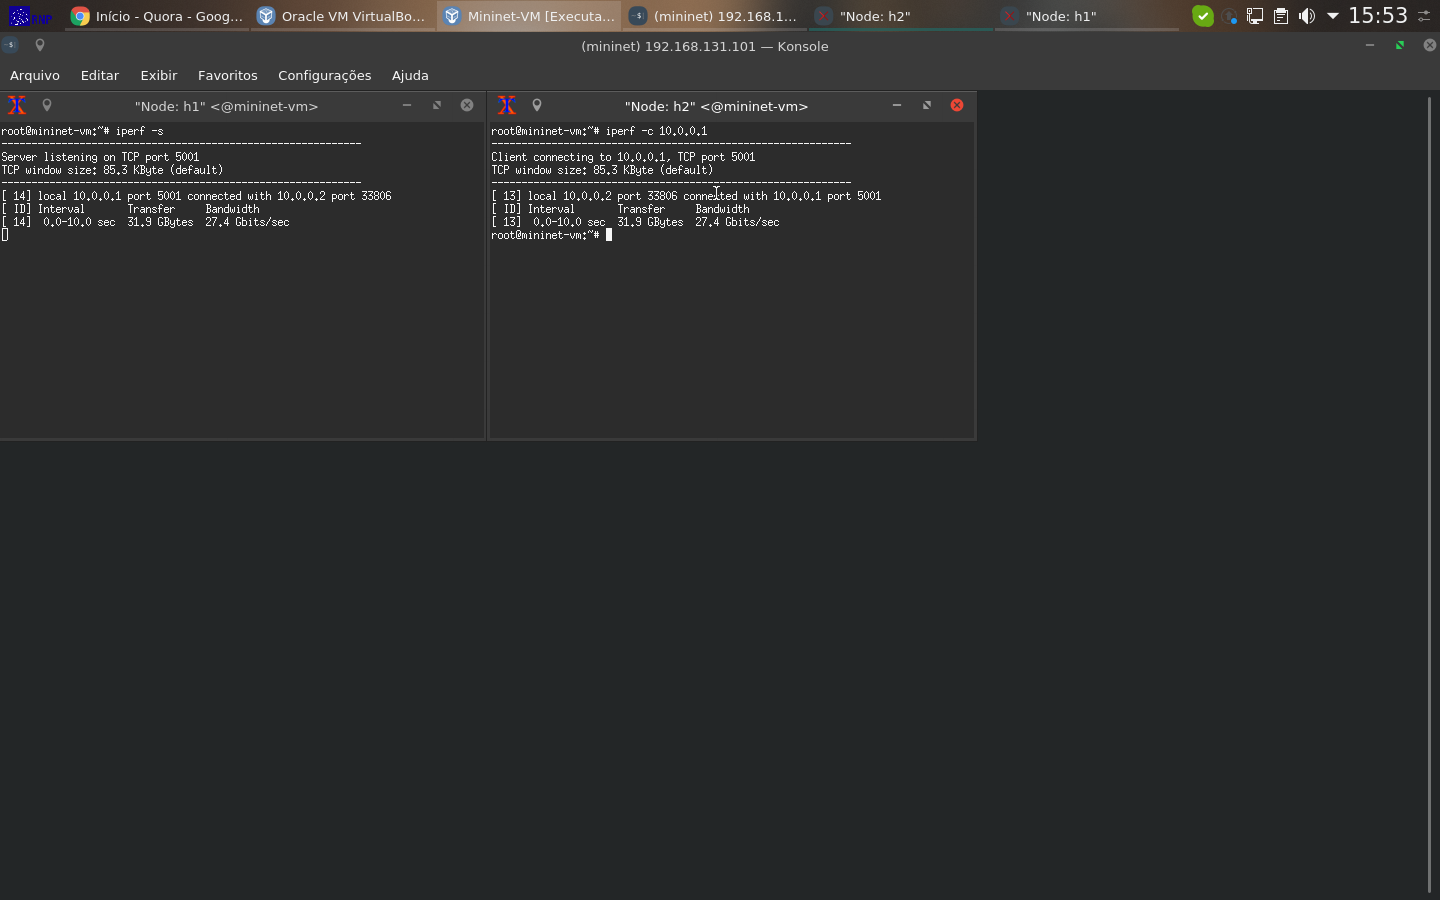 RNP
Início - Quora - Goog...
Oracle VM VirtualBo...
Mininet-VM [Executa...
(mininet) 192.168.1...
"Node: h2"
"Node: h1"
15:53
(mininet) 192.168.131.101 — Konsole
Arquivo Editar Exibir Favoritos Configurações Ajuda
"Node: h1" <@mininet-vm>
root@mininet-vm:~# iperf -s
------------------------------------------------------------
Server listening on TCP port 5001
TCP window size: 85.3 KByte (default)
------------------------------------------------------------
[ 14] local 10.0.0.1 port 5001 connected with 10.0.0.2 port 33806
[ ID] Interval       Transfer     Bandwidth
[ 14]  0.0-10.0 sec  31.9 GBytes  27.4 Gbits/sec
"Node: h2" <@mininet-vm>
root@mininet-vm:~# iperf -c 10.0.0.1
------------------------------------------------------------
Client connecting to 10.0.0.1, TCP port 5001
TCP window size: 85.3 KByte (default)
------------------------------------------------------------
[ 13] local 10.0.0.2 port 33806 connected with 10.0.0.1 port 5001
[ ID] Interval       Transfer     Bandwidth
[ 13]  0.0-10.0 sec  31.9 GBytes  27.4 Gbits/sec
root@mininet-vm:~#